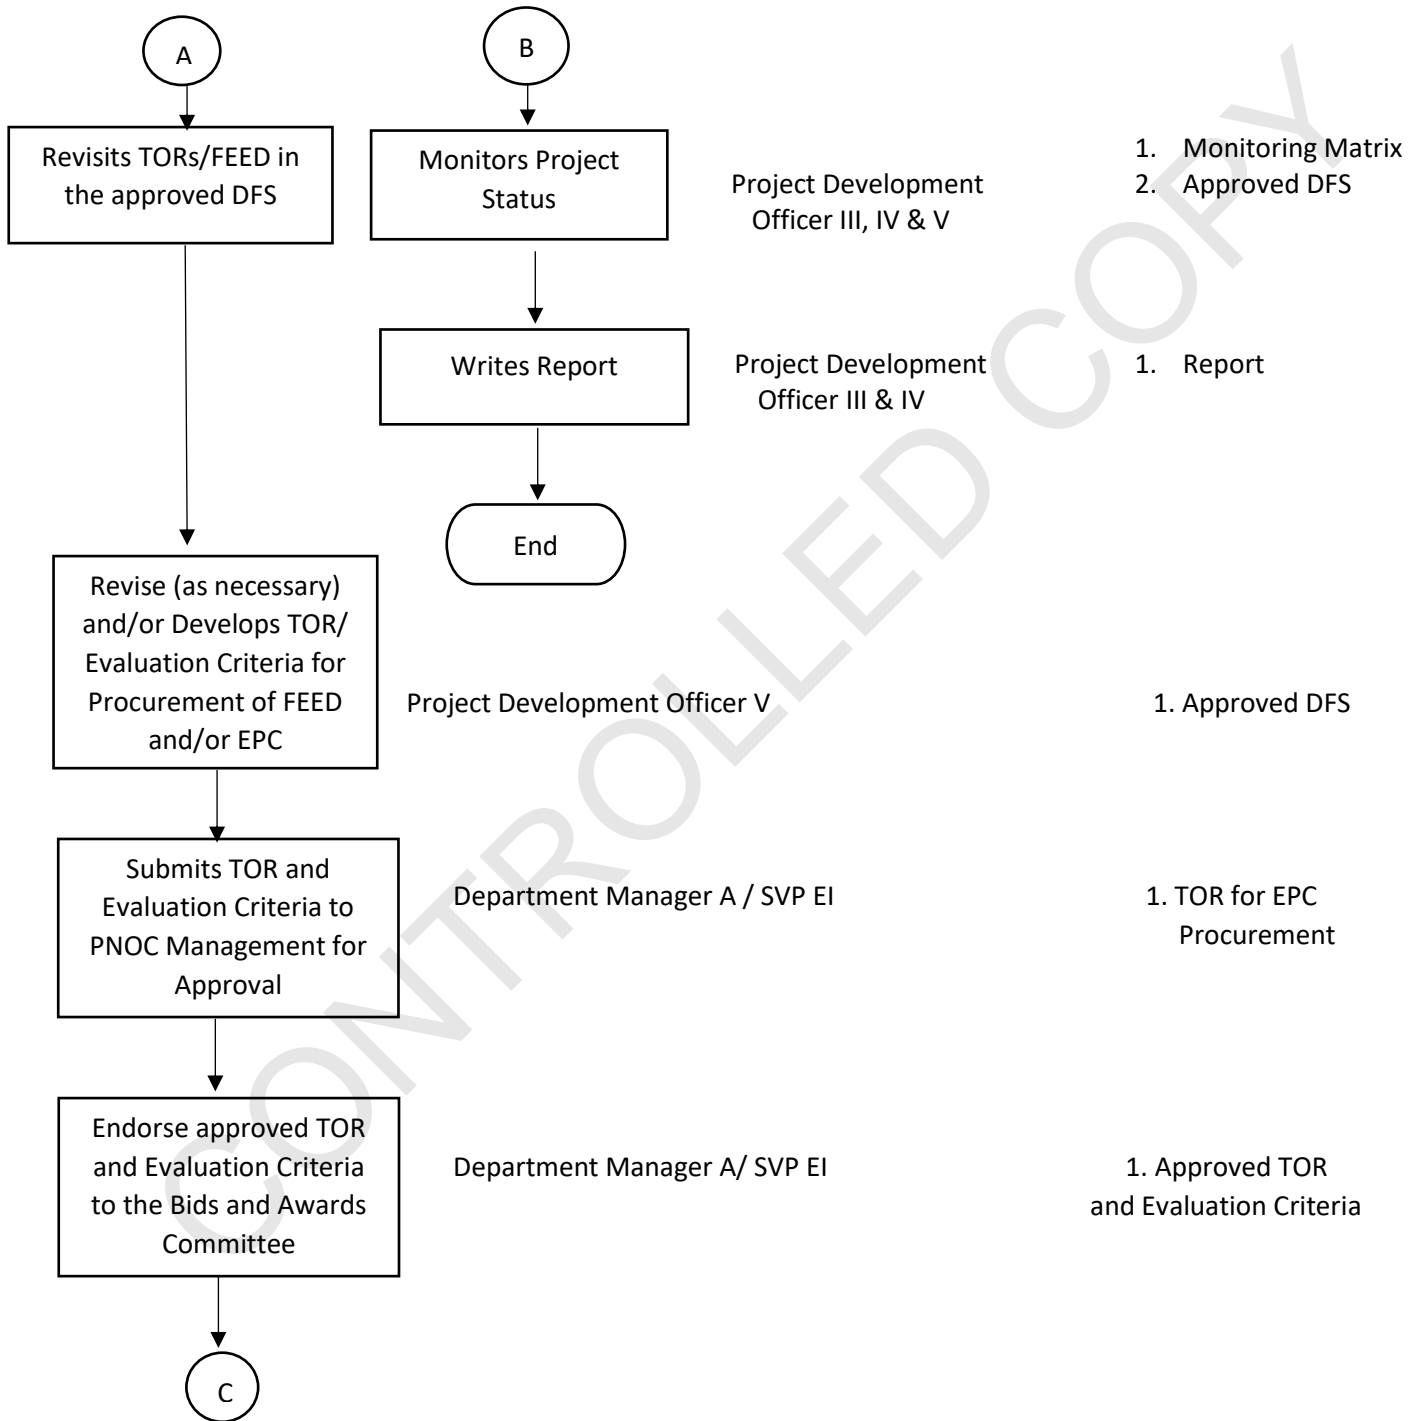 A
B
Revisits TORs/FEED in
the approved DFS
Monitors Project
Status
Project Development
Officer III, IV & V
1. Monitoring Matrix
2. Approved DFS
Writes Report
Project Development
Officer III & IV
1. Report
End
Revise (as necessary)
and/or Develops TOR/
Evaluation Criteria for
Procurement of FEED
and/or EPC
Project Development Officer V
1. Approved DFS
Submits TOR and
Evaluation Criteria to
PNOC Management for
Approval
Department Manager A / SVP EI
1. TOR for EPC
Procurement
Endorse approved TOR
and Evaluation Criteria
to the Bids and Awards
Committee
Department Manager A/ SVP EI
1. Approved TOR
and Evaluation Criteria
C
CONTROLLED COPY